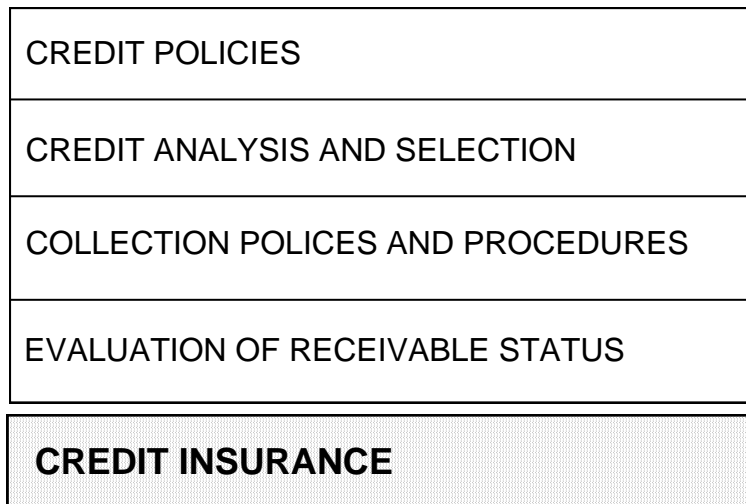 CREDIT POLICIES
CREDIT ANALYSIS AND SELECTION
COLLECTION POLICES AND PROCEDURES
EVALUATION OF RECEIVABLE STATUS
CREDIT INSURANCE